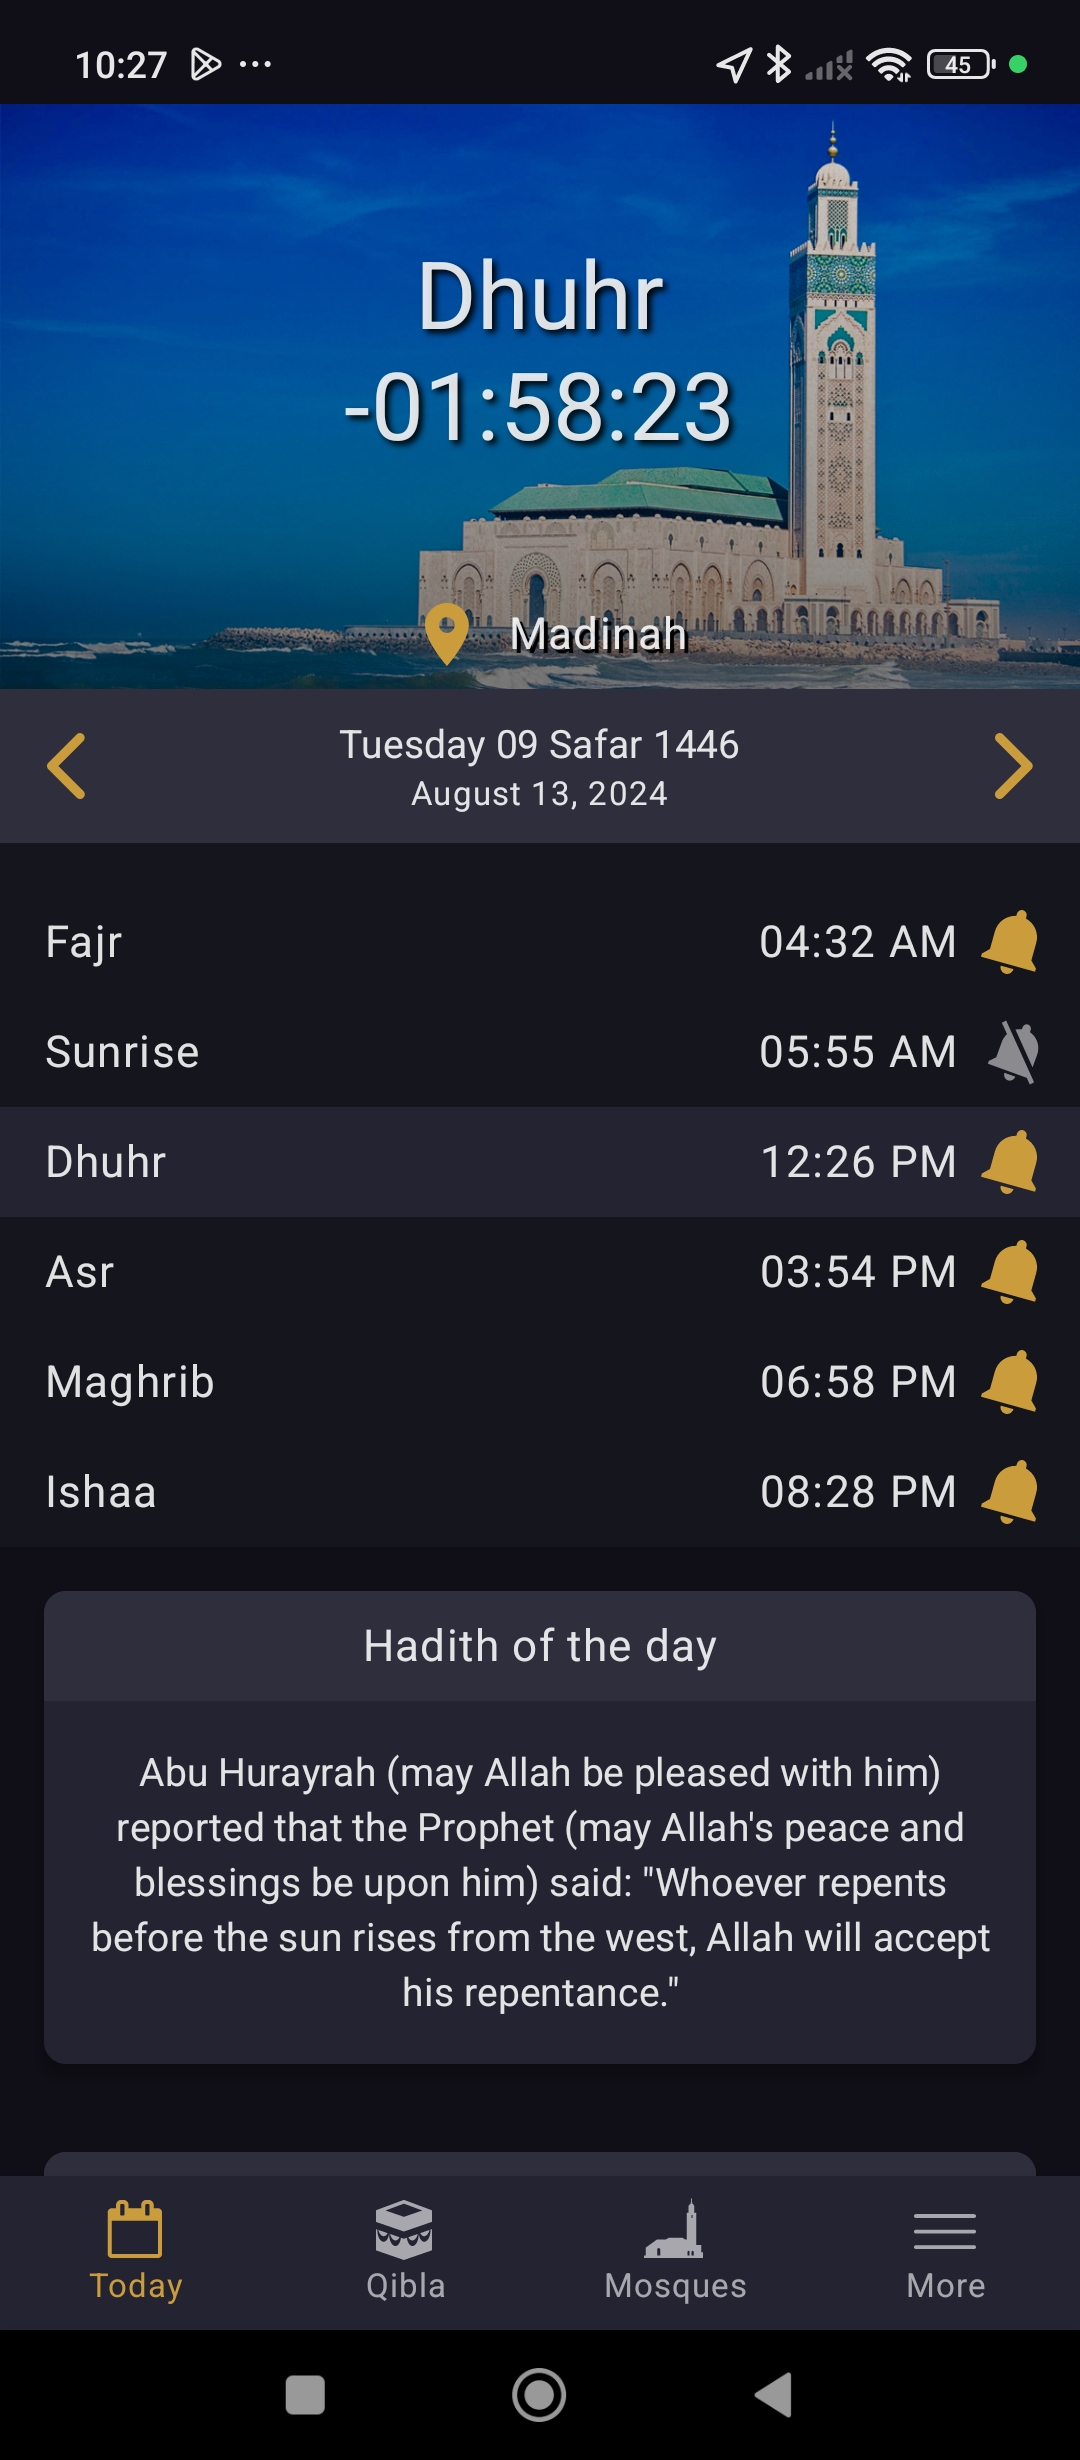 10:27
45
Dhuhr
-01:58:23
Madinah
Tuesday 09 Safar 1446
August 13, 2024
Fajr 04:32 AM
Sunrise 05:55 AM
Dhuhr 12:26 PM
Asr 03:54 PM
Maghrib 06:58 PM
Ishaa 08:28 PM
Hadith of the day
Abu Hurayrah (may Allah be pleased with him)
reported that the Prophet (may Allah's peace and
blessings be upon him) said: "Whoever repents
before the sun rises from the west, Allah will accept
his repentance."
Today
Qibla
Mosques
More